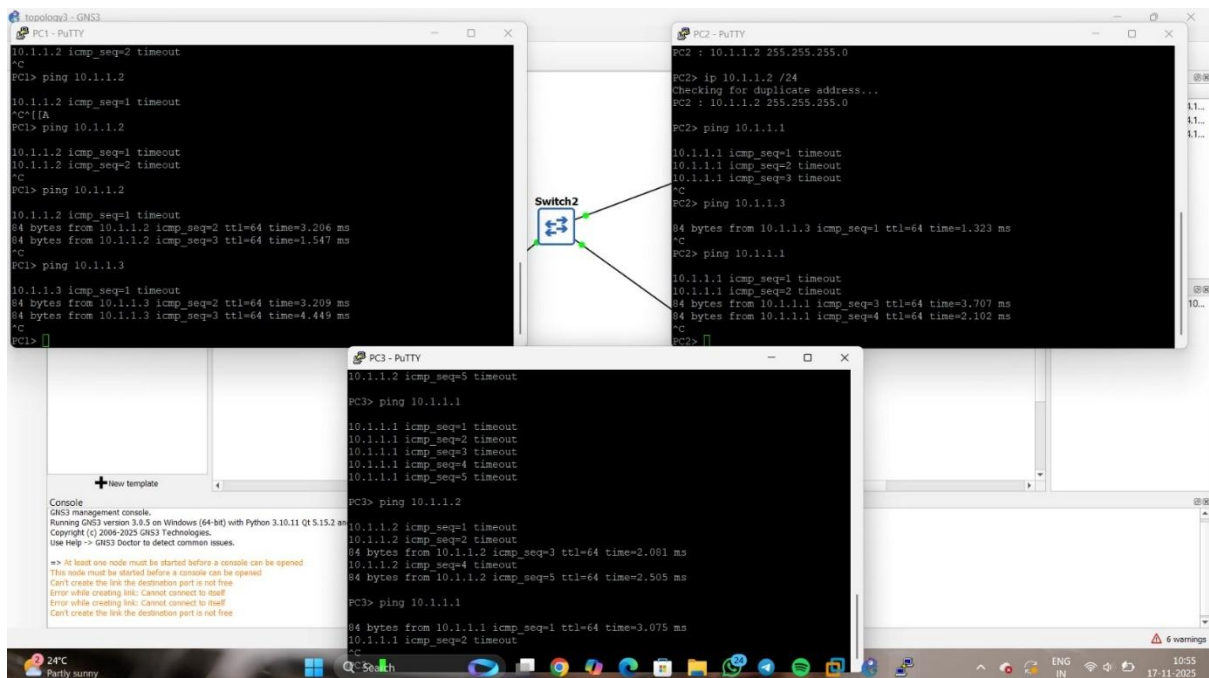 topology3 - GNS3
PC1 - PuTTY
10.1.1.2 icmp_seq=2 timeout
^C
PC1> ping 10.1.1.2
10.1.1.2 icmp_seq=1 timeout
^C^[[A
PC1> ping 10.1.1.2
10.1.1.2 icmp_seq=1 timeout
10.1.1.2 icmp_seq=2 timeout
^C
PC1> ping 10.1.1.2
10.1.1.2 icmp_seq=1 timeout
84 bytes from 10.1.1.2 icmp_seq=2 ttl=64 time=3.206 ms
84 bytes from 10.1.1.2 icmp_seq=3 ttl=64 time=1.547 ms
^C
PC1> ping 10.1.1.3
10.1.1.3 icmp_seq=1 timeout
84 bytes from 10.1.1.3 icmp_seq=2 ttl=64 time=3.209 ms
84 bytes from 10.1.1.3 icmp_seq=3 ttl=64 time=4.449 ms
^C
PC1>
Switch2
PC2 - PuTTY
PC2 : 10.1.1.2 255.255.255.0
PC2> ip 10.1.1.2 /24
Checking for duplicate address...
PC2 : 10.1.1.2 255.255.255.0
PC2> ping 10.1.1.1
10.1.1.1 icmp_seq=1 timeout
10.1.1.1 icmp_seq=2 timeout
10.1.1.1 icmp_seq=3 timeout
^C
PC2> ping 10.1.1.3
84 bytes from 10.1.1.3 icmp_seq=1 ttl=64 time=1.323 ms
^C
PC2> ping 10.1.1.1
10.1.1.1 icmp_seq=1 timeout
10.1.1.1 icmp_seq=2 timeout
84 bytes from 10.1.1.1 icmp_seq=3 ttl=64 time=3.707 ms
84 bytes from 10.1.1.1 icmp_seq=4 ttl=64 time=2.102 ms
^C
PC2>
4.1...
4.1...
4.1...
10...
PC3 - PuTTY
10.1.1.2 icmp_seq=5 timeout
PC3> ping 10.1.1.1
10.1.1.1 icmp_seq=1 timeout
10.1.1.1 icmp_seq=2 timeout
10.1.1.1 icmp_seq=3 timeout
10.1.1.1 icmp_seq=4 timeout
10.1.1.1 icmp_seq=5 timeout
PC3> ping 10.1.1.2
10.1.1.2 icmp_seq=1 timeout
10.1.1.2 icmp_seq=2 timeout
84 bytes from 10.1.1.2 icmp_seq=3 ttl=64 time=2.081 ms
10.1.1.2 icmp_seq=4 timeout
84 bytes from 10.1.1.2 icmp_seq=5 ttl=64 time=2.505 ms
PC3> ping 10.1.1.1
84 bytes from 10.1.1.1 icmp_seq=1 ttl=64 time=3.075 ms
10.1.1.1 icmp_seq=2 timeout
^C
New template
Console
GNS3 management console.
Running GNS3 version 3.0.5 on Windows (64-bit) with Python 3.10.11 Qt 5.15.2 an
Copyright (c) 2006-2025 GNS3 Technologies.
Use Help -> GNS3 Doctor to detect common issues.
=> At least one node must be started before a console can be opened
This node must be started before a console can be opened
Can't create the link the destination port is not free
Error while creating link: Cannot connect to itself
Error while creating link: Cannot connect to itself
Can't create the link the destination port is not free
6 warnings
2
24°C
Partly sunny
Search
24
ENG
IN
10:55
17-11-2025